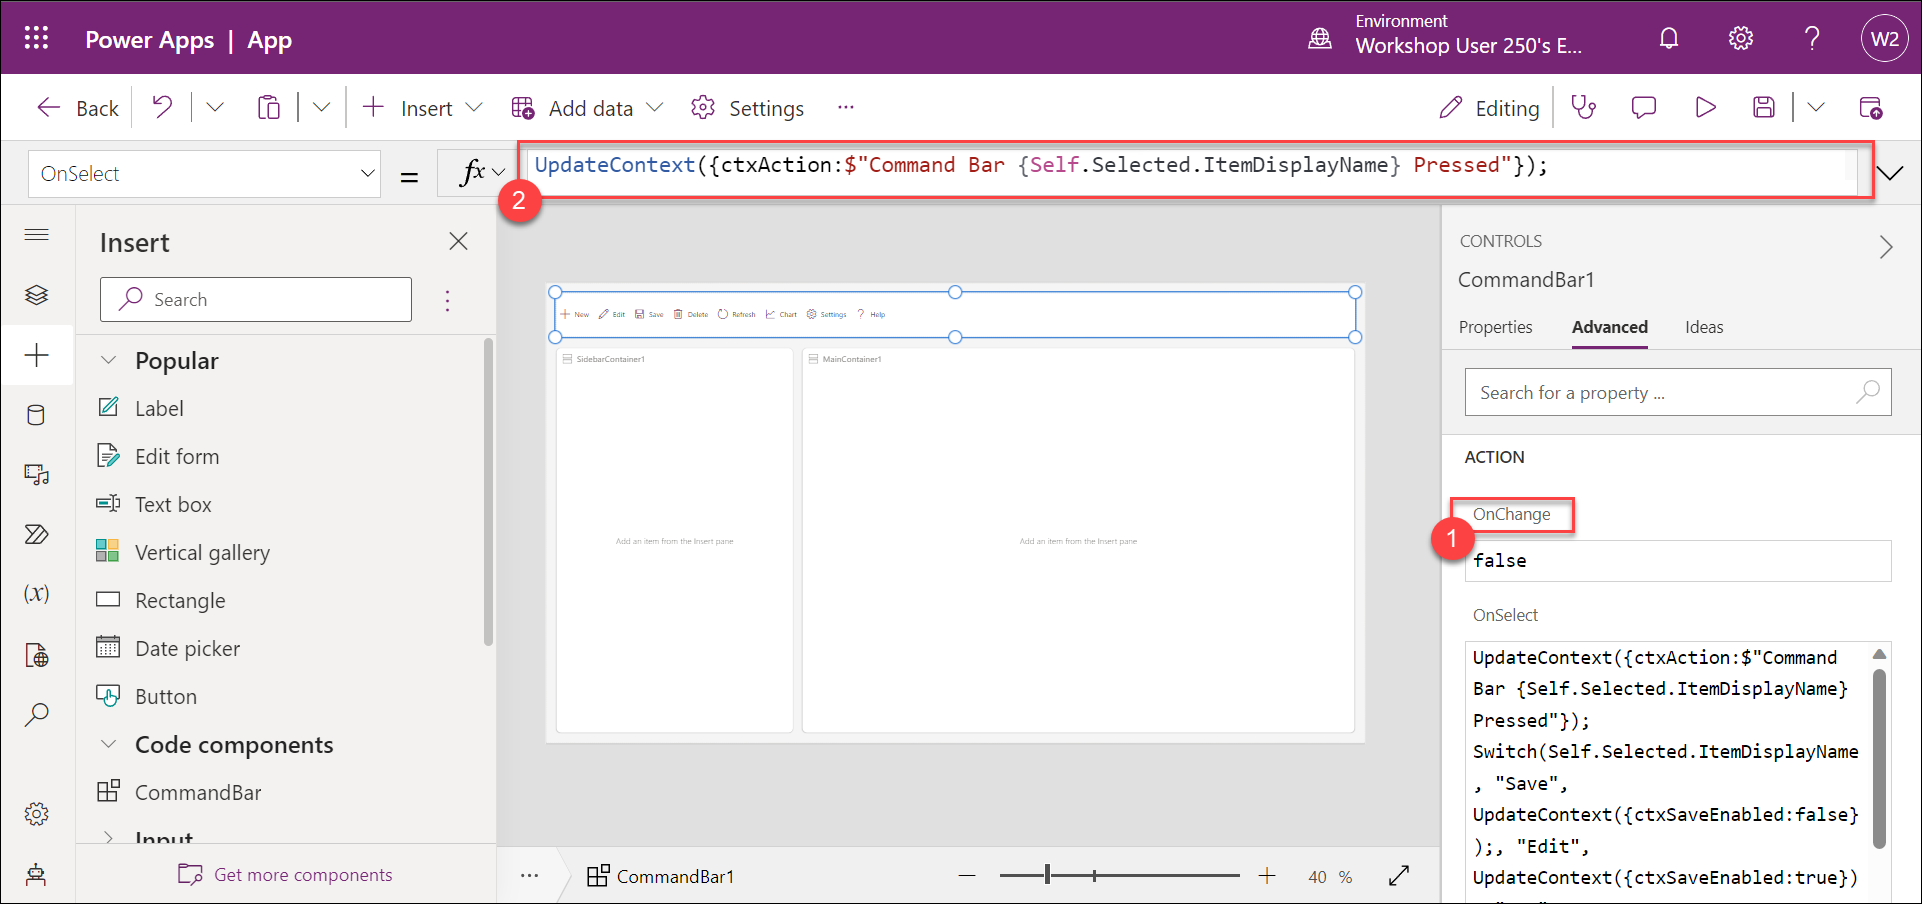 Power Apps | App
Environment
Workshop User 250's E...
W2
Back
Insert
Add data
Settings
...
Editing
OnSelect
=
fx
UpdateContext({ctxAction:$"Command Bar {Self.Selected.ItemDisplayName} Pressed"});
2
Insert
Search
Popular
Label
Edit form
Text box
Vertical gallery
Rectangle
Date picker
Button
Code components
CommandBar
Input
Get more components
(x)
New
Edit
Save
Delete
Refresh
Chart
Settings
Help
SidebarContainer1
MainContainer1
Add an item from the Insert pane
Add an item from the Insert pane
...
CommandBar1
40 %
CONTROLS
CommandBar1
Properties
Advanced
Ideas
Search for a property ...
ACTION
OnChange
1
false
OnSelect
UpdateContext({ctxAction:$"Command
Bar {Self.Selected.ItemDisplayName}
Pressed"});
Switch(Self.Selected.ItemDisplayName
, "Save",
UpdateContext({ctxSaveEnabled:false}
);, "Edit",
UpdateContext({ctxSaveEnabled:true})